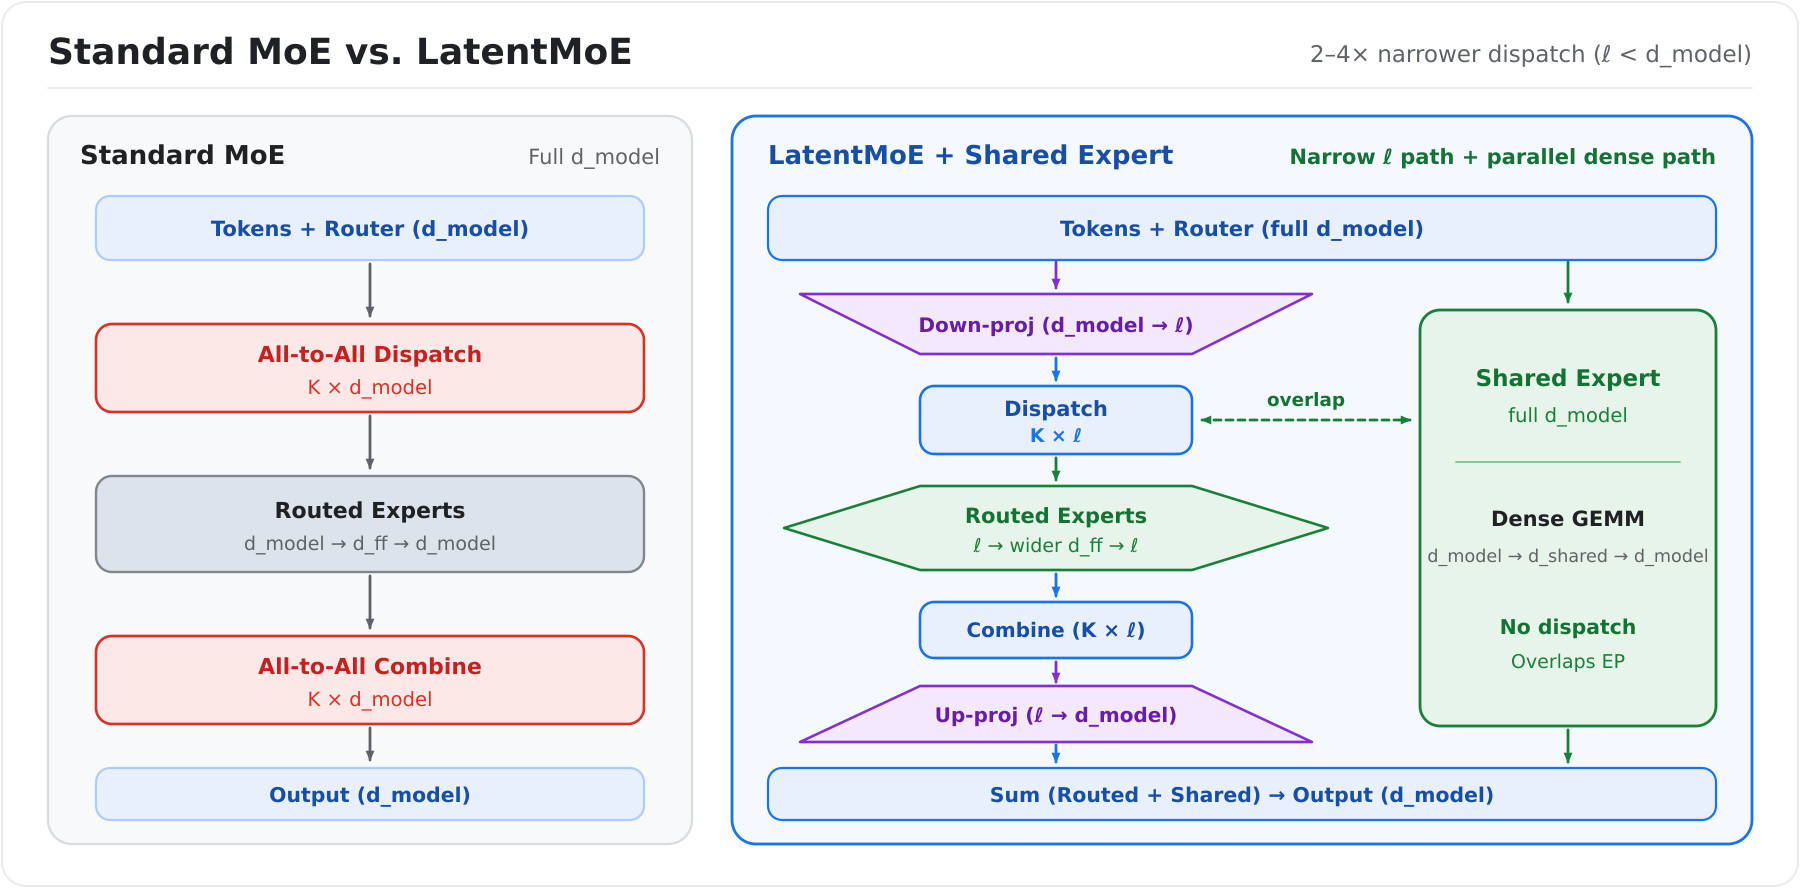 Standard MoE vs. LatentMoE
2–4× narrower dispatch (ℓ < d_model)
Standard MoE
Full d_model
Tokens + Router (d_model)
All-to-All Dispatch
K × d_model
Routed Experts
d_model → d_ff → d_model
All-to-All Combine
K × d_model
Output (d_model)
LatentMoE + Shared Expert
Narrow ℓ path + parallel dense path
Tokens + Router (full d_model)
Down-proj (d_model → ℓ)
Dispatch
K × ℓ
overlap
Routed Experts
ℓ → wider d_ff → ℓ
Combine (K × ℓ)
Up-proj (ℓ → d_model)
Shared Expert
full d_model
Dense GEMM
d_model → d_shared → d_model
No dispatch
Overlaps EP
Sum (Routed + Shared) → Output (d_model)